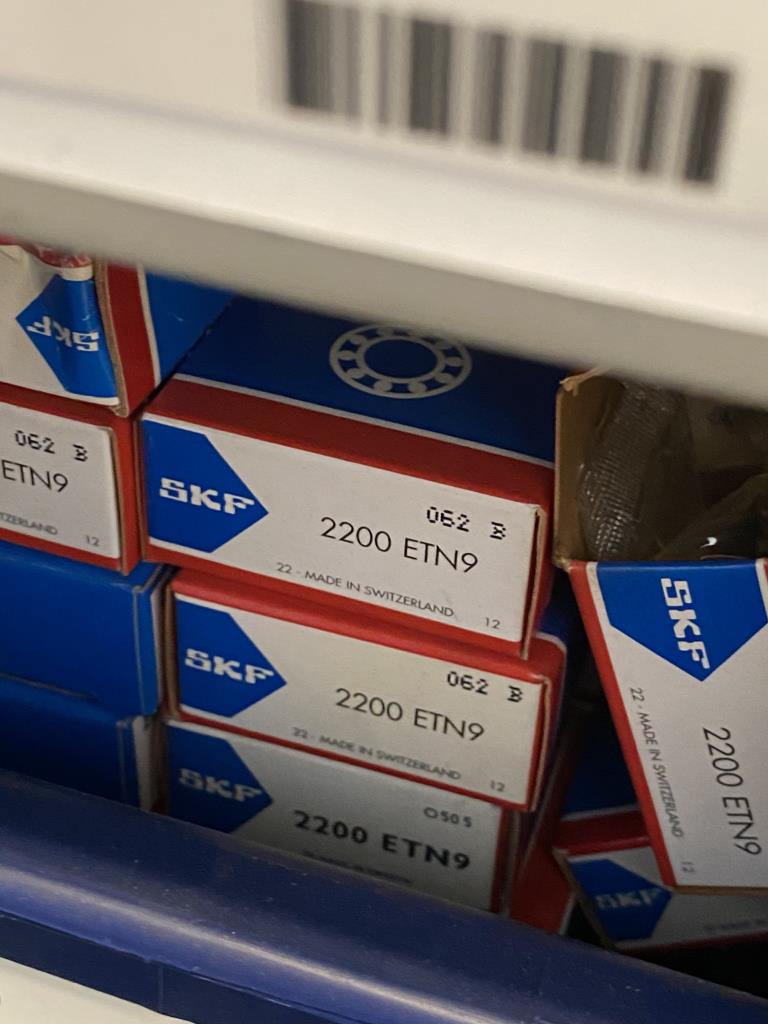 SKF
062 B
ETN9
12
SKF
062 B
2200 ETN9
22 - MADE IN SWITZERLAND
12
SKF
062 B
2200 ETN9
22 - MADE IN SWITZERLAND
12
SKF
0505
2200 ETN9
SKF
2200 ETN9
22 - MADE IN SWITZERLAND
12
SKF